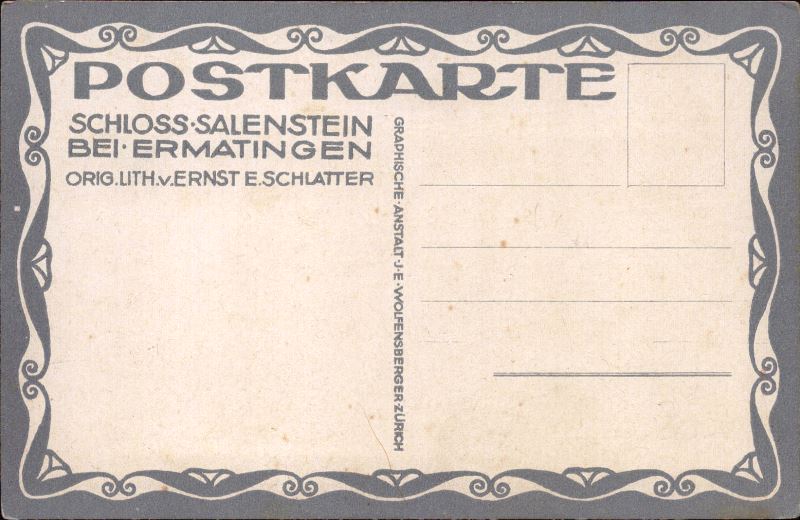 POSTKARTE
SCHLOSS·SALENSTEIN
BEI·ERMATINGEN
ORIG.LITH.v.ERNST E.SCHLATTER
GRAPHISCHE·ANSTALT·J·E·WOLFENSBERGER·ZÜRICH